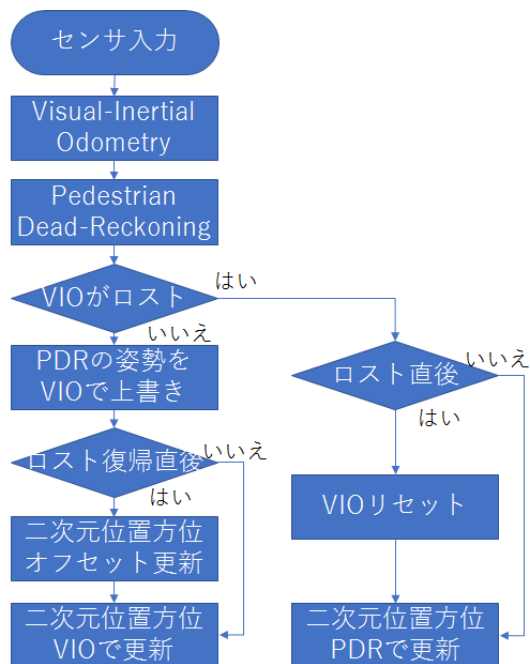 センサ入力
Visual-Inertial
Odometry
Pedestrian
Dead-Reckoning
VIOがロスト
はい
いいえ
PDRの姿勢を
VIOで上書き
ロスト復帰直後
いいえ
はい
二次元位置方位
オフセット更新
二次元位置方位
VIOで更新
ロスト直後
いいえ
はい
VIOリセット
二次元位置方位
PDRで更新